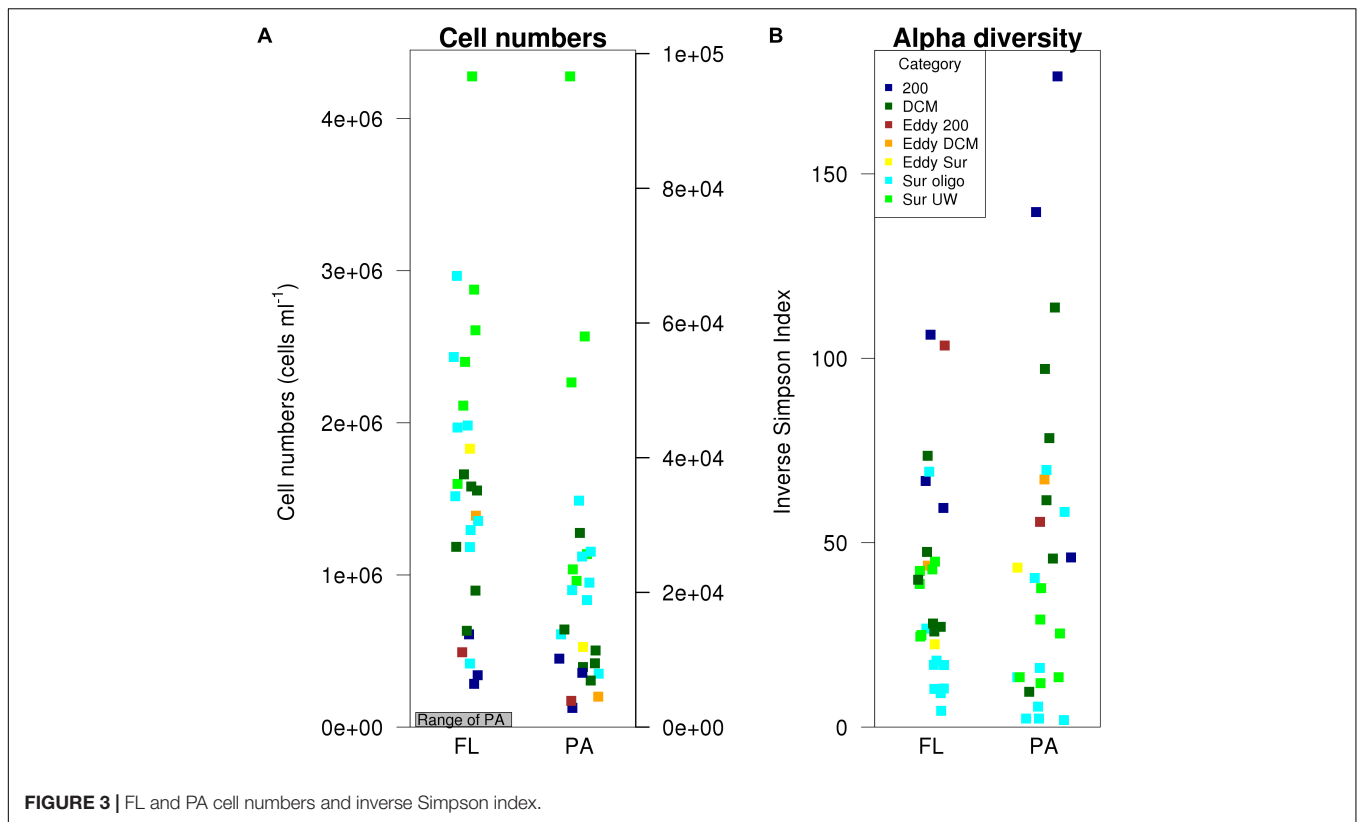 A
Cell numbers
Cell numbers (cells ml-1)
4e+06
3e+06
2e+06
1e+06
0e+00
1e+05
8e+04
6e+04
4e+04
2e+04
0e+00
Range of PA
FL
PA
B
Alpha diversity
Category
200
DCM
Eddy 200
Eddy DCM
Eddy Sur
Sur oligo
Sur UW
Inverse Simpson Index
150
100
50
0
FL
PA
FIGURE 3 | FL and PA cell numbers and inverse Simpson index.